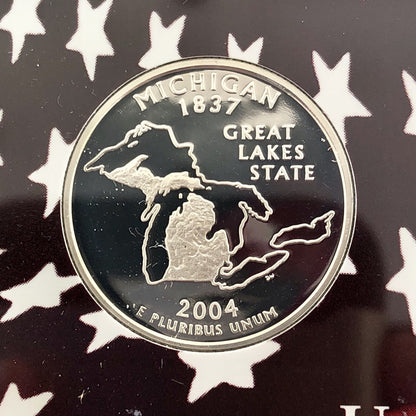 MICHIGAN
1837
GREAT
LAKES
STATE
2004
E PLURIBUS UNUM